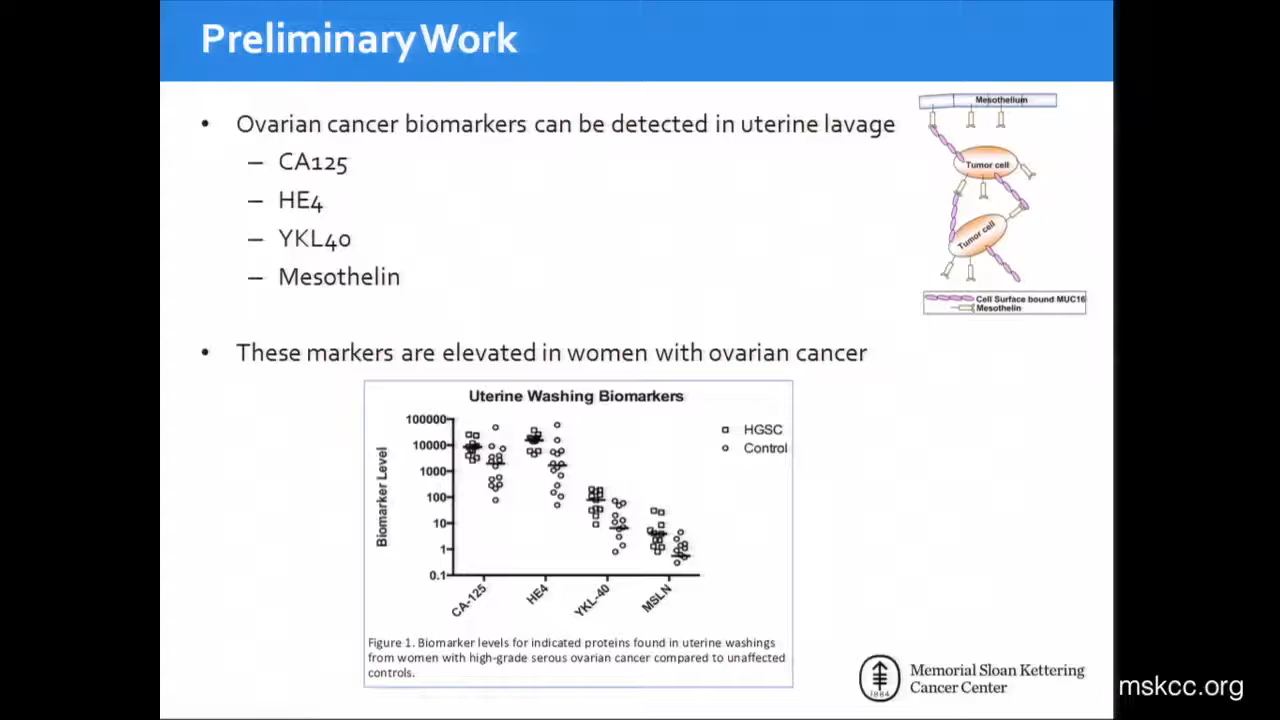 Preliminary Work
• Ovarian cancer biomarkers can be detected in uterine lavage
– CA125
– HE4
– YKL40
– Mesothelin
Mesothelium
Tumor cell
Tumor cell
Cell Surface bound MUC16
Mesothelin
• These markers are elevated in women with ovarian cancer
Uterine Washing Biomarkers
Biomarker Level
100000
10000
1000
100
10
1
0.1
CA-125
HE4
YKL-40
MSLN
HGSC
Control
Figure 1. Biomarker levels for indicated proteins found in uterine washings
from women with high-grade serous ovarian cancer compared to unaffected
controls.
1884
Memorial Sloan Kettering
Cancer Center
mskcc.org